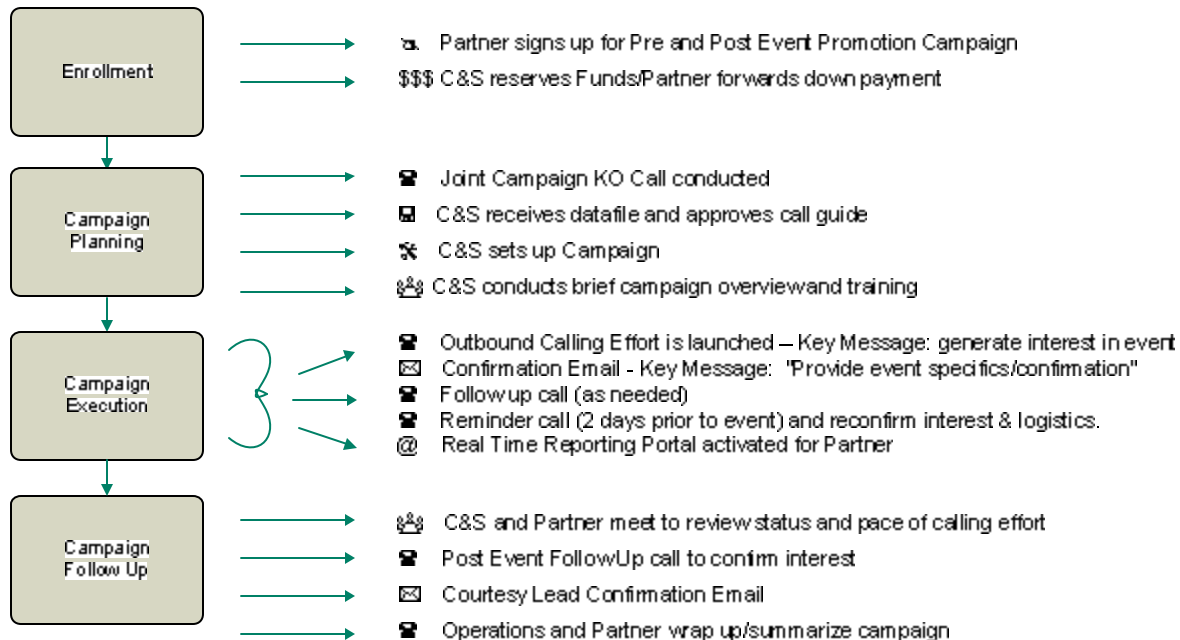 Enrollment
Partner signs up for Pre and Post Event Promotion Campaign
$$$ C&S reserves Funds/Partner forwards down payment
Campaign
Planning
Joint Campaign KO Call conducted
C&S receives datafile and approves call guide
C&S sets up Campaign
C&S conducts brief campaign overview and training
Campaign
Execution
Outbound Calling Effort is launched – Key Message: generate interest in event
Confirmation Email - Key Message: "Provide event specifics/confirmation"
Follow up call (as needed)
Reminder call (2 days prior to event) and reconfirm interest & logistics.
@ Real Time Reporting Portal activated for Partner
Campaign
Follow Up
C&S and Partner meet to review status and pace of calling effort
Post Event Follow Up call to confirm interest
Courtesy Lead Confirmation Email
Operations and Partner wrap up/summarize campaign